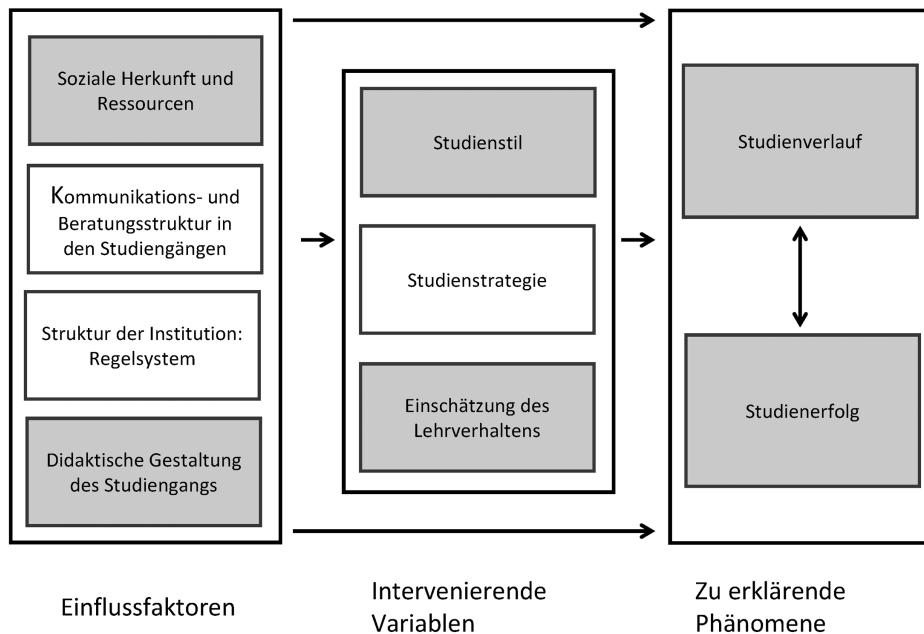 Soziale Herkunft und
Ressourcen
Kommunikations- und
Beratungsstruktur in
den Studiengängen
Struktur der Institution:
Regelsystem
Didaktische Gestaltung
des Studiengangs
Einflussfaktoren
Studienstil
Studienstrategie
Einschätzung des
Lehrverhaltens
Intervenierende
Variablen
Studienverlauf
Studienerfolg
Zu erklärende
Phänomene